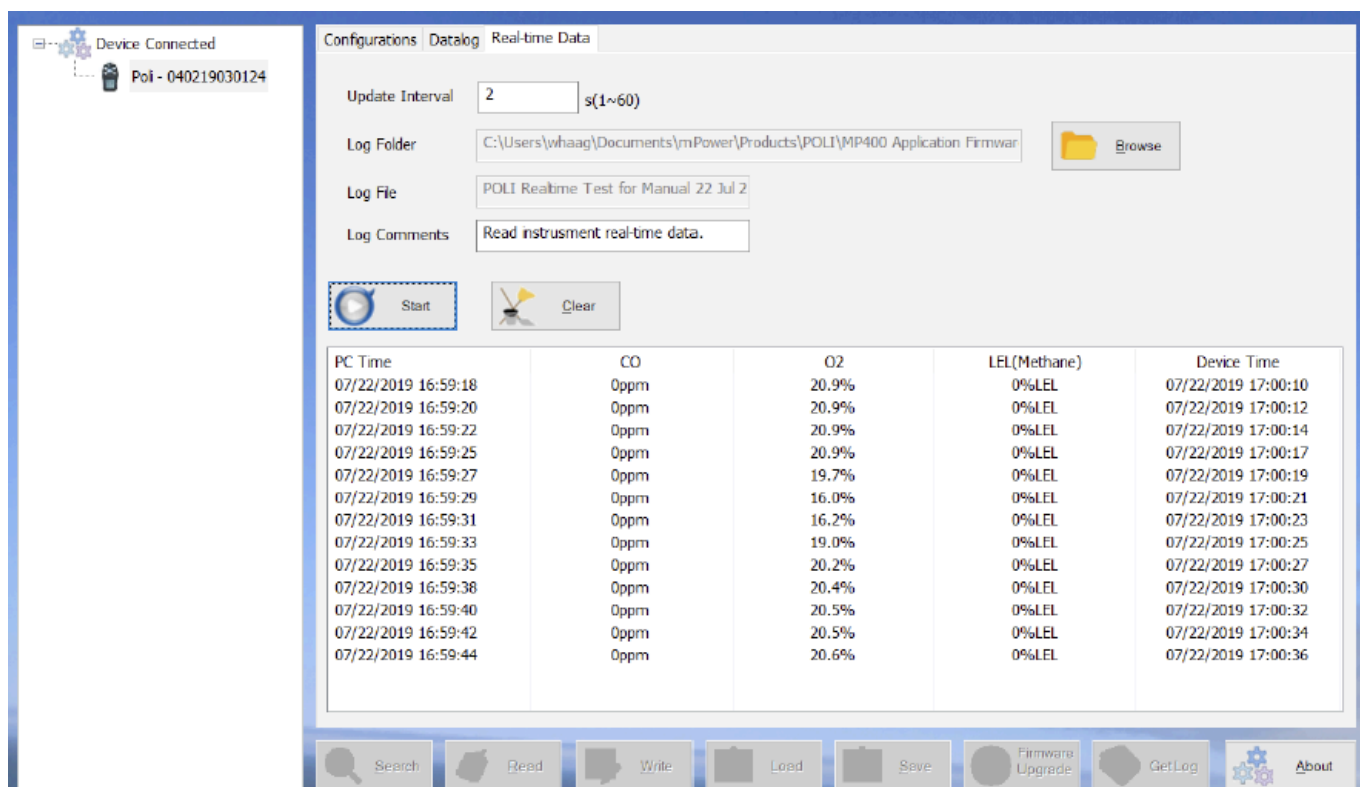 Device Connected
Poli - 040219030124
Configurations Datalog Real-time Data
Update Interval 2 s(1~60)
Log Folder C:\Users\whaag\Documents\mPower\Products\POLI\MP400 Application Firmwar Browse
Log File POLI Realtime Test for Manual 22 Jul 2
Log Comments Read instrusment real-time data.
Start Clear
PC Time CO O2 LEL(Methane) Device Time
07/22/2019 16:59:18 0ppm 20.9% 0%LEL 07/22/2019 17:00:10
07/22/2019 16:59:20 0ppm 20.9% 0%LEL 07/22/2019 17:00:12
07/22/2019 16:59:22 0ppm 20.9% 0%LEL 07/22/2019 17:00:14
07/22/2019 16:59:25 0ppm 20.9% 0%LEL 07/22/2019 17:00:17
07/22/2019 16:59:27 0ppm 19.7% 0%LEL 07/22/2019 17:00:19
07/22/2019 16:59:29 0ppm 16.0% 0%LEL 07/22/2019 17:00:21
07/22/2019 16:59:31 0ppm 16.2% 0%LEL 07/22/2019 17:00:23
07/22/2019 16:59:33 0ppm 19.0% 0%LEL 07/22/2019 17:00:25
07/22/2019 16:59:35 0ppm 20.2% 0%LEL 07/22/2019 17:00:27
07/22/2019 16:59:38 0ppm 20.4% 0%LEL 07/22/2019 17:00:30
07/22/2019 16:59:40 0ppm 20.5% 0%LEL 07/22/2019 17:00:32
07/22/2019 16:59:42 0ppm 20.5% 0%LEL 07/22/2019 17:00:34
07/22/2019 16:59:44 0ppm 20.6% 0%LEL 07/22/2019 17:00:36
Search Read Write Load Save Firmware Upgrade GetLog About